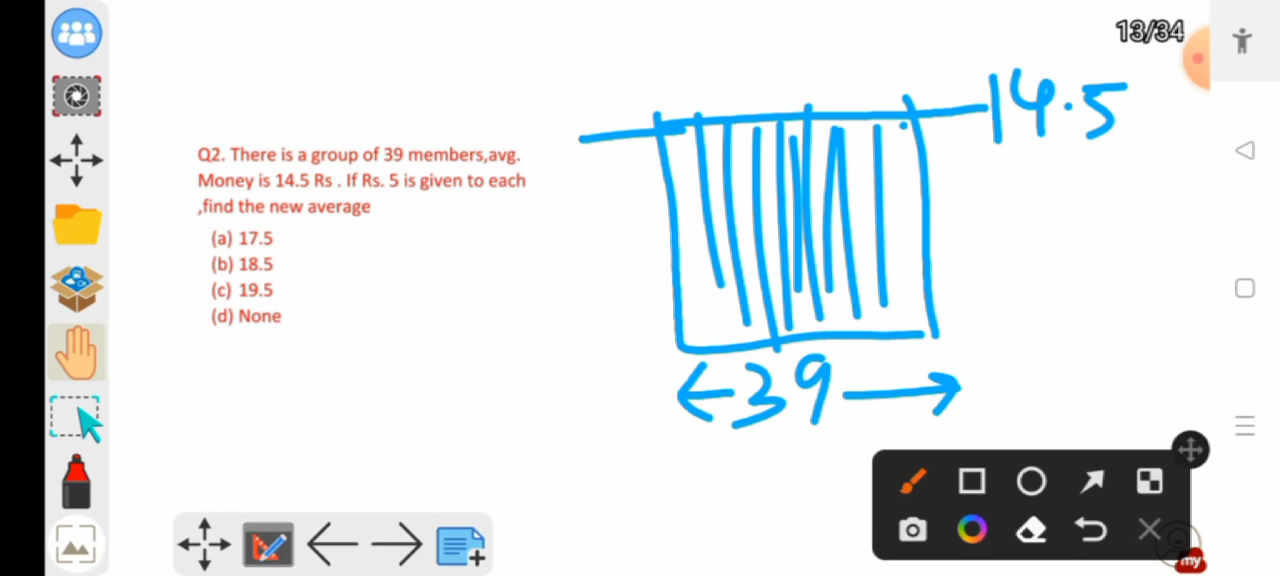 13/34
14.5
Q2. There is a group of 39 members,avg.
Money is 14.5 Rs . If Rs. 5 is given to each
,find the new average
(a) 17.5
(b) 18.5
(c) 19.5
(d) None
39
my